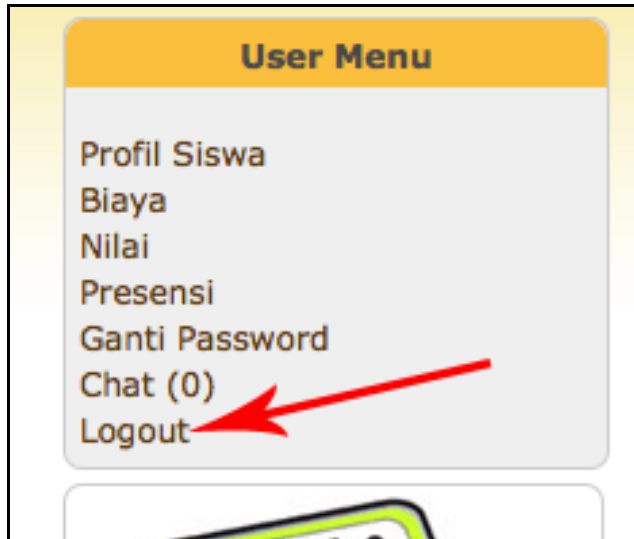 User Menu
Profil Siswa
Biaya
Nilai
Presensi
Ganti Password
Chat (0)
Logout